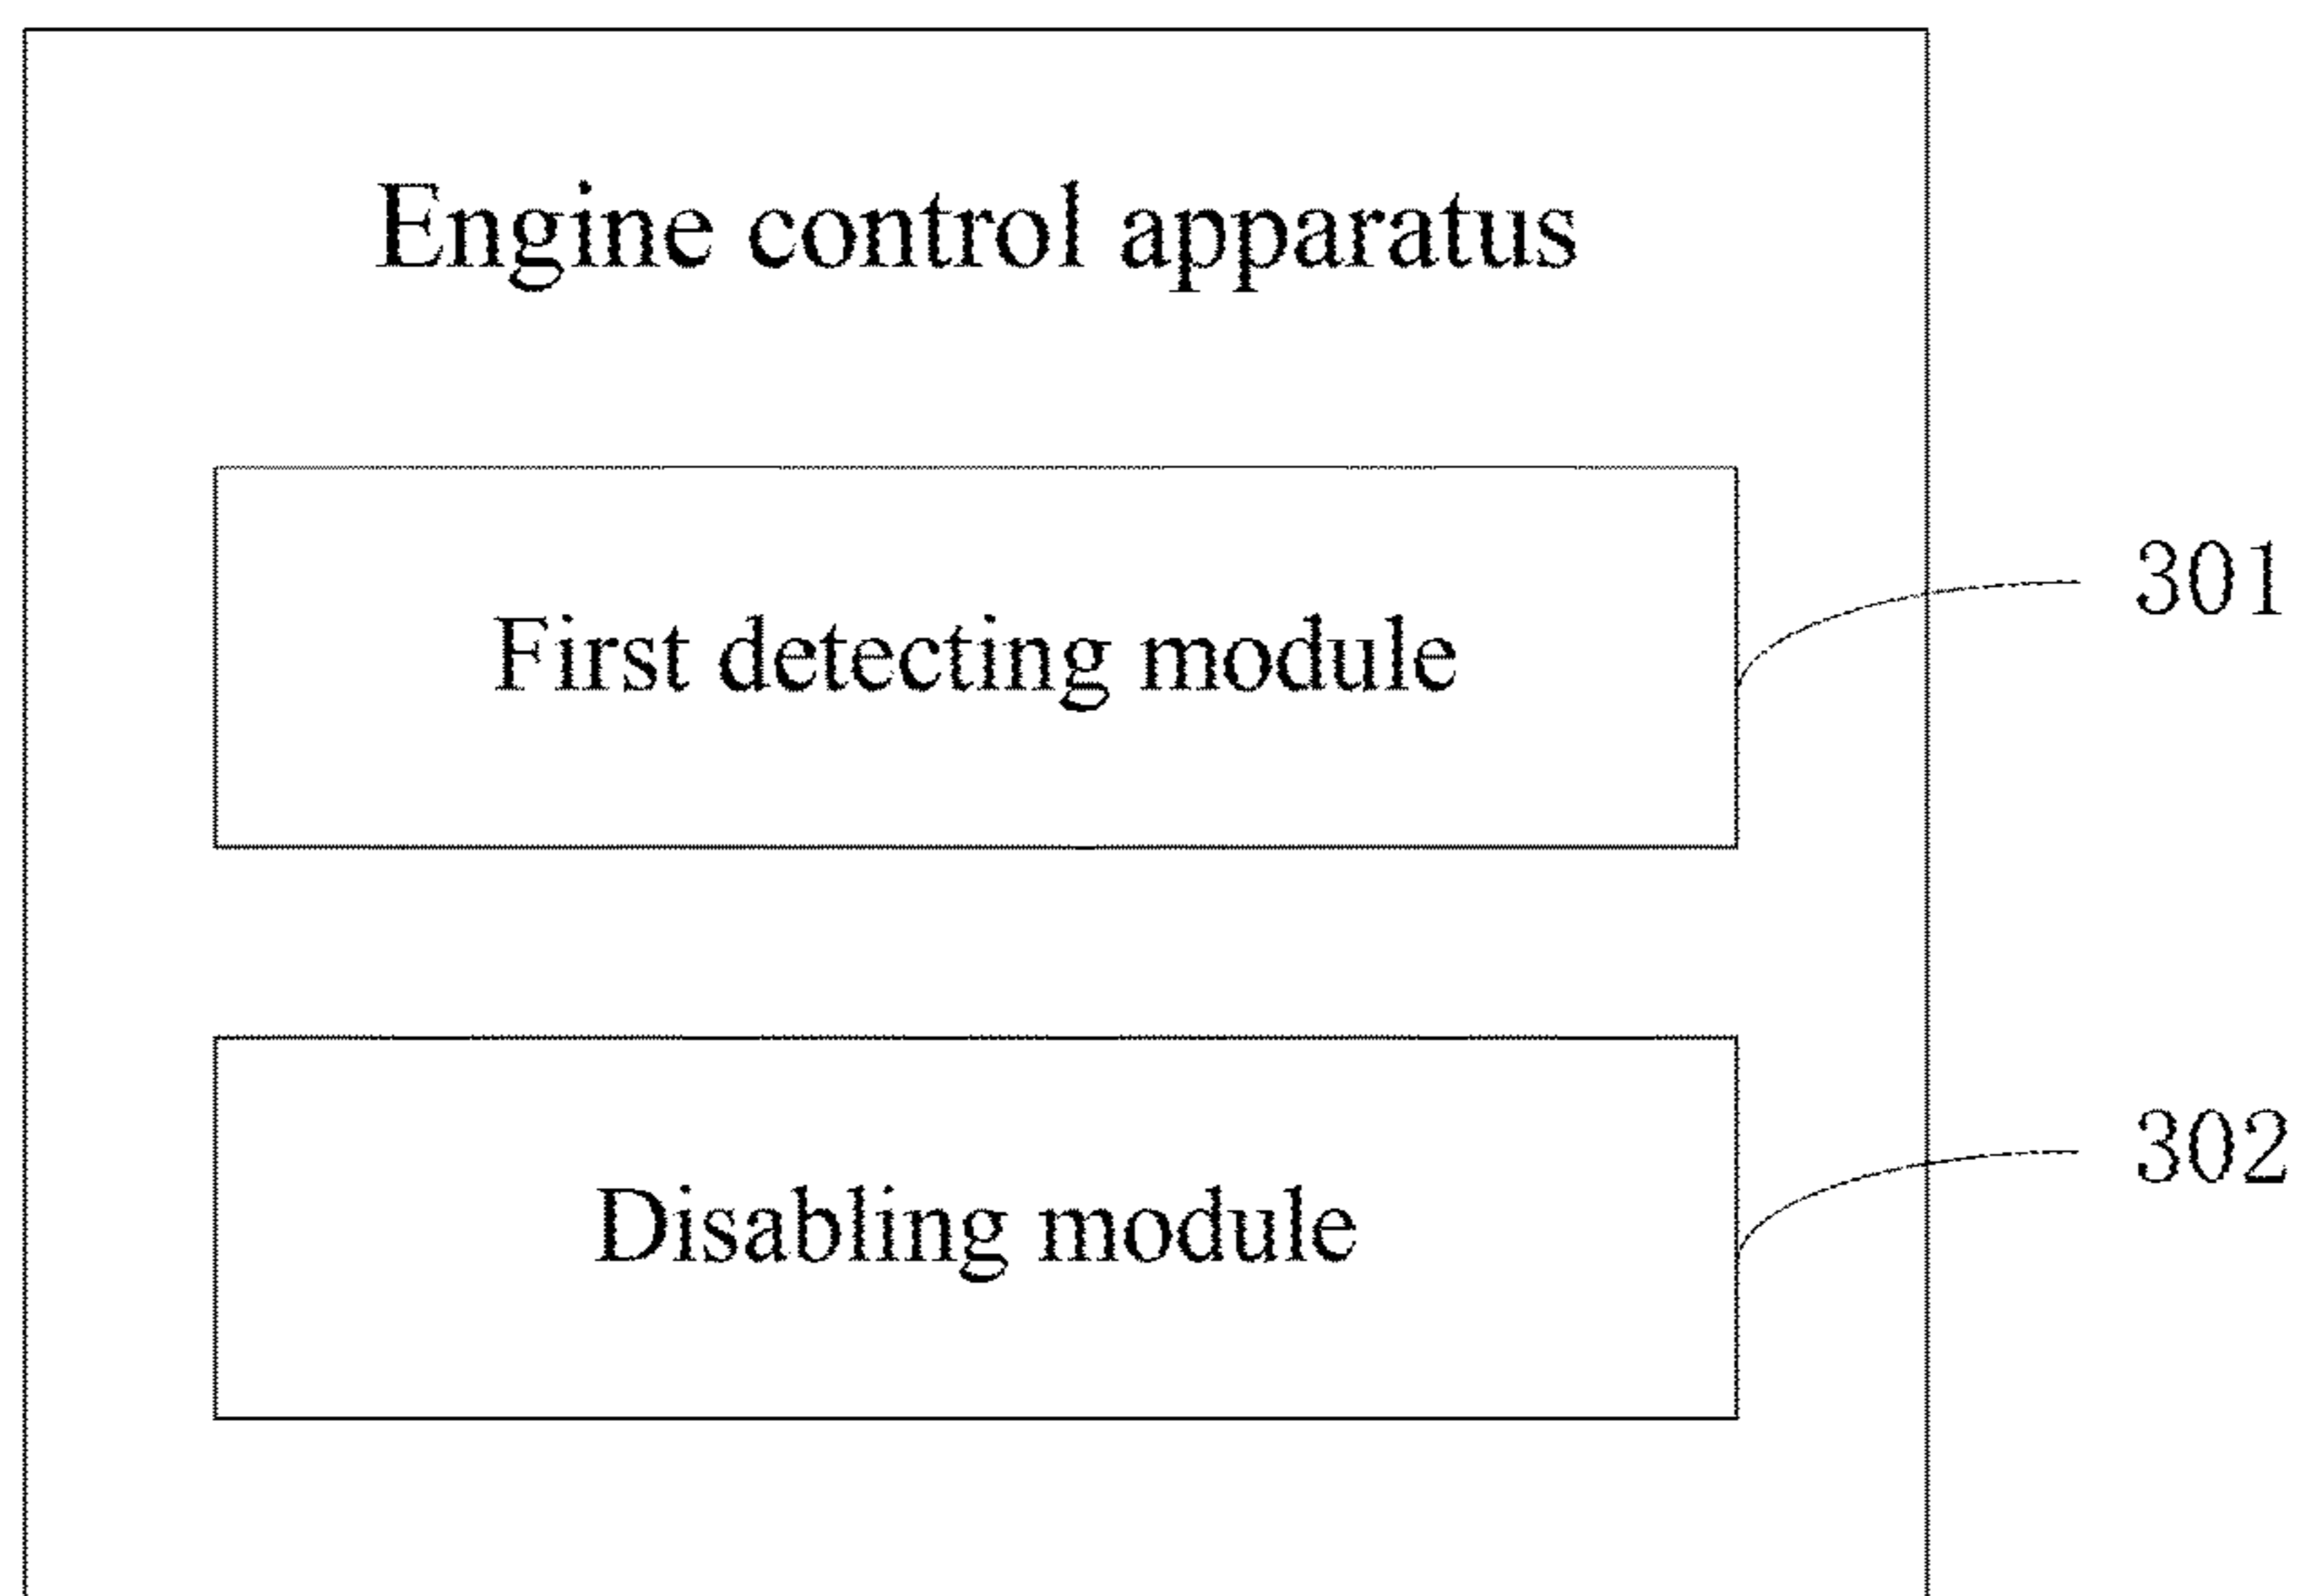 Engine control apparatus
First detecting module
301
Disabling module
302